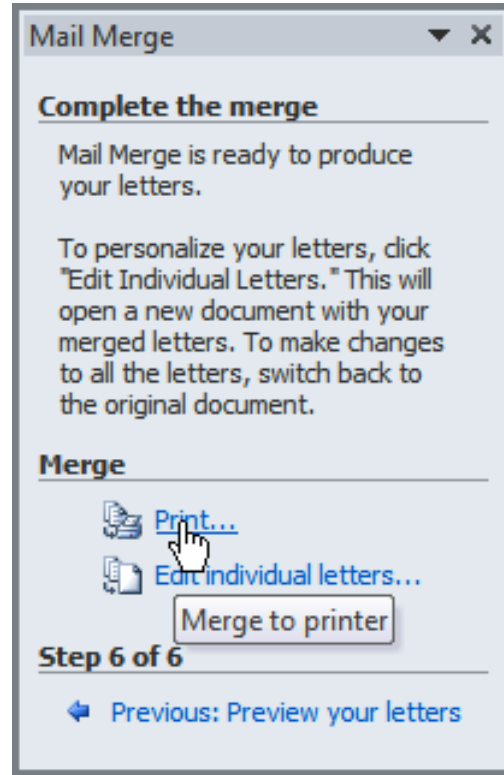 Mail Merge
Complete the merge
Mail Merge is ready to produce
your letters.
To personalize your letters, click
"Edit Individual Letters." This will
open a new document with your
merged letters. To make changes
to all the letters, switch back to
the original document.
Merge
Print...
Edit individual letters...
Merge to printer
Step 6 of 6
Previous: Preview your letters